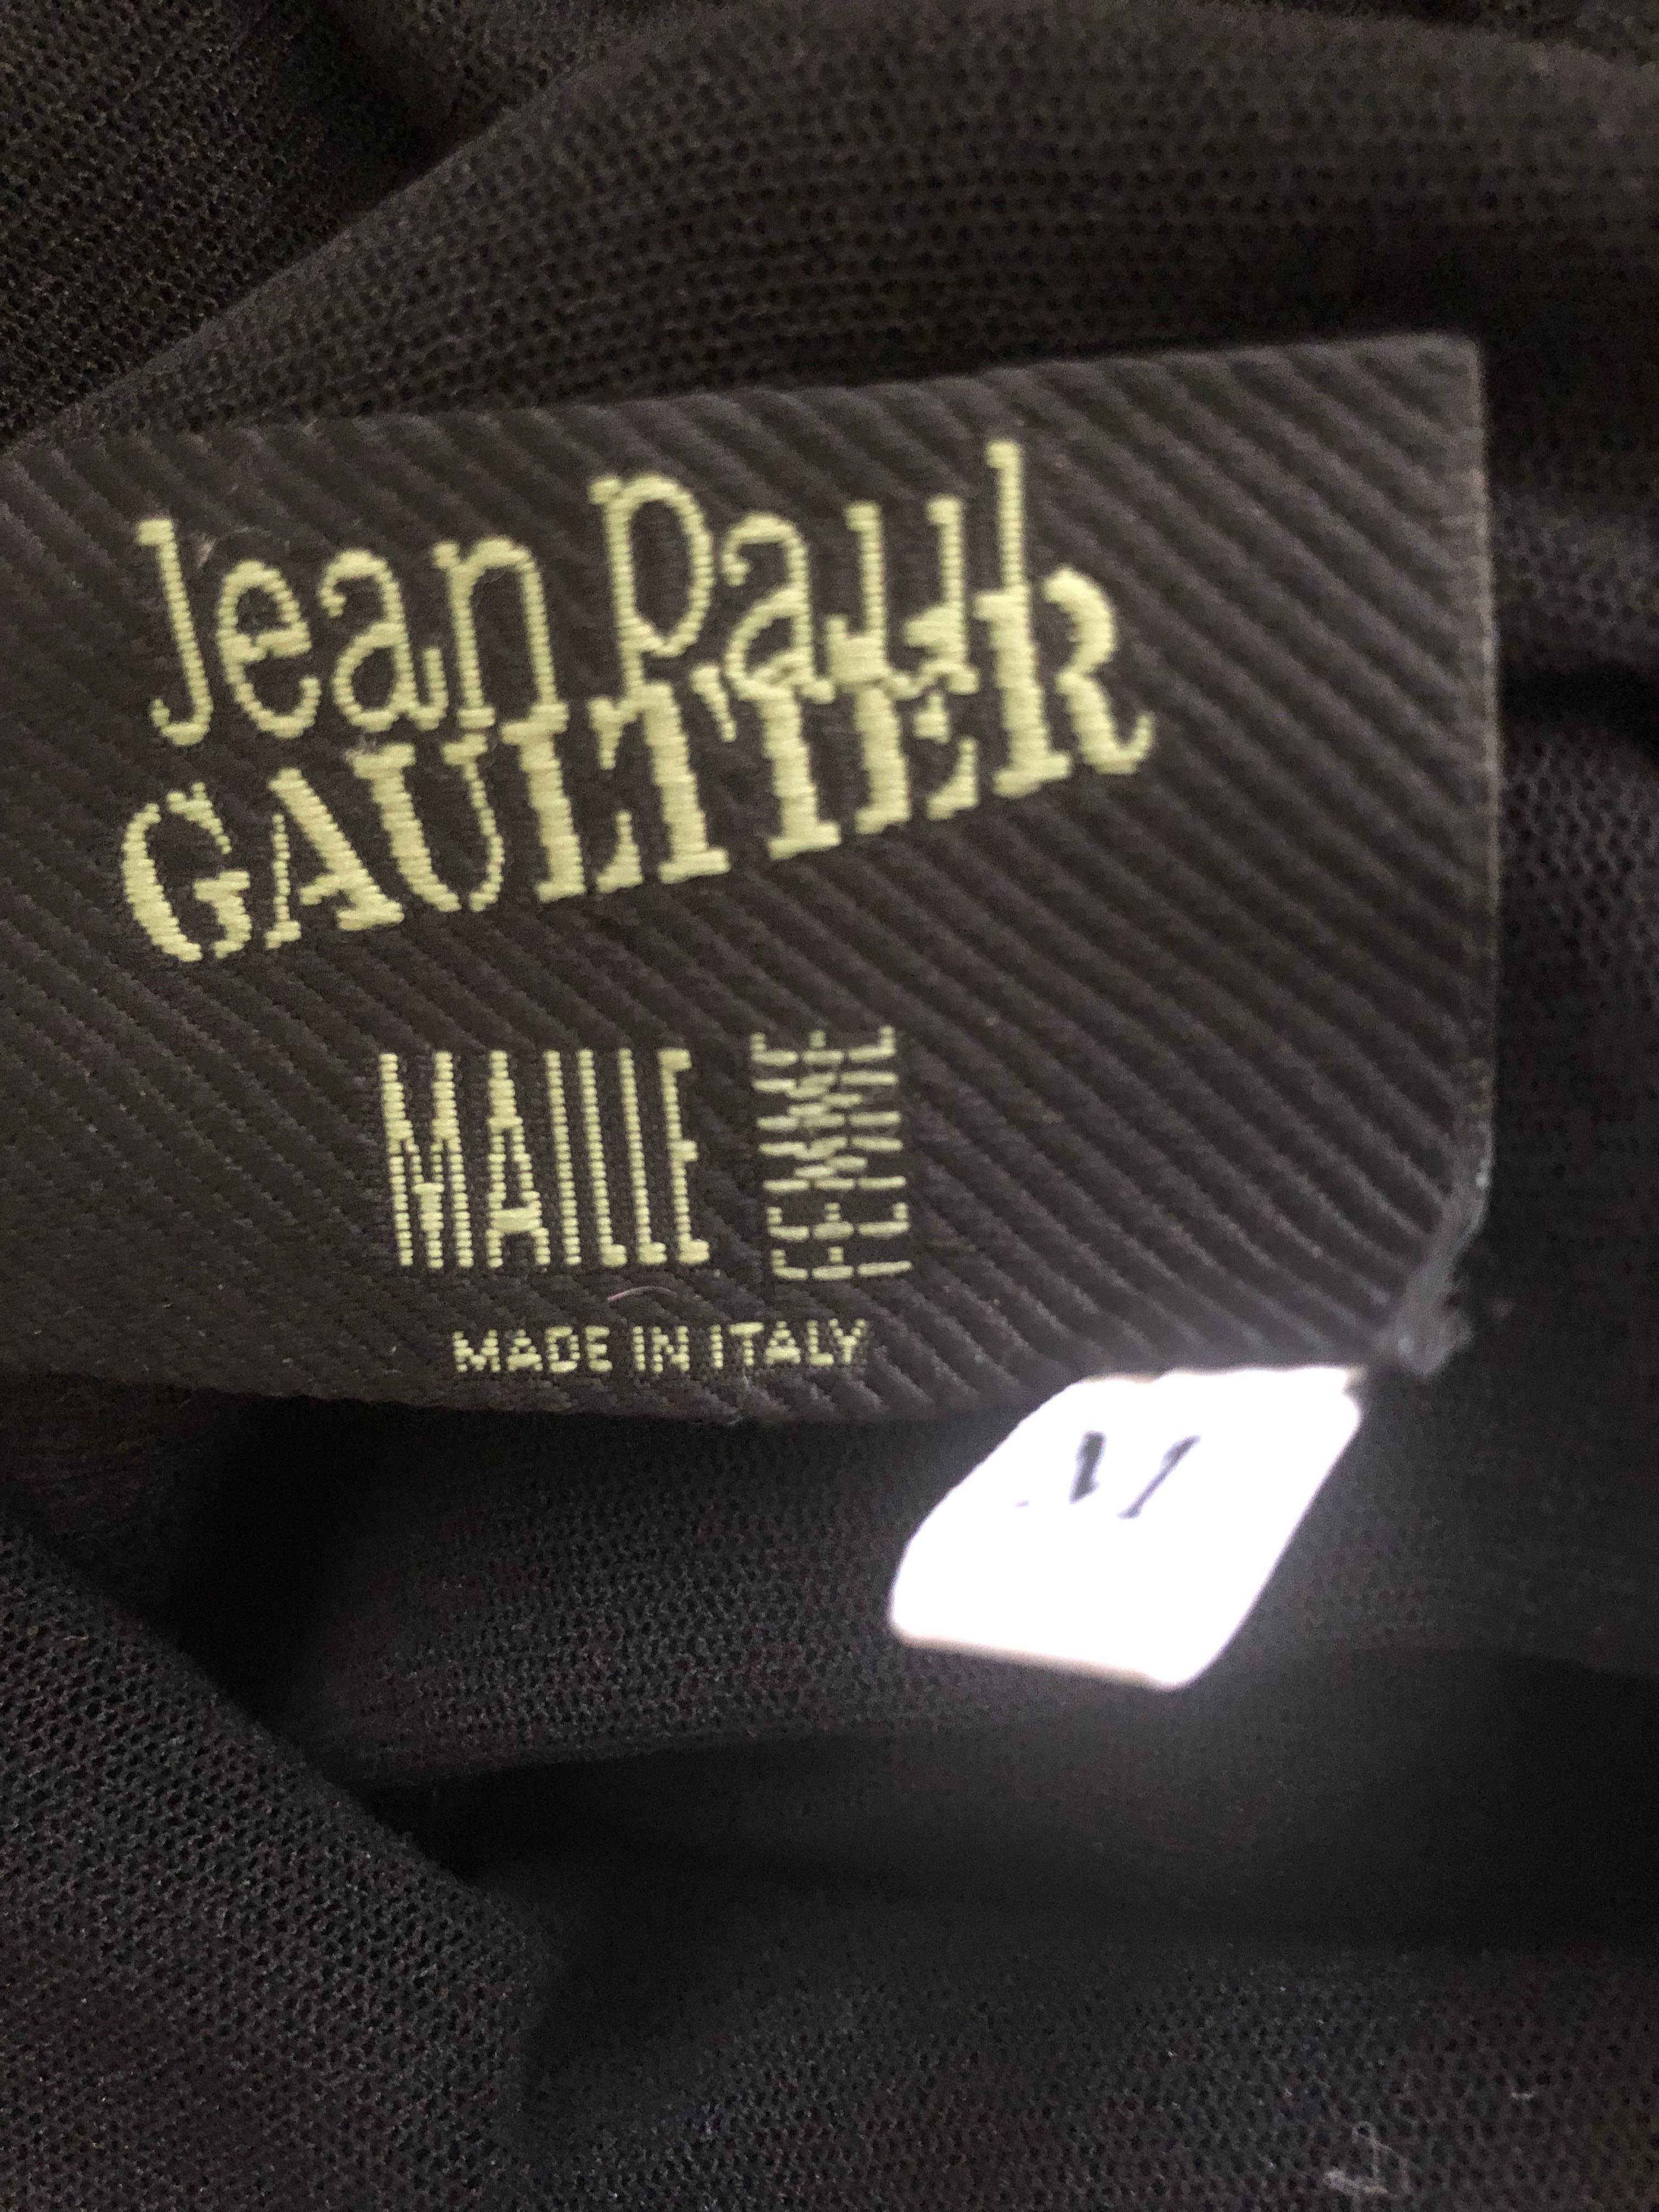 Jean Paul
GAULTIER
MAILLE FEMME
MADE IN ITALY
M